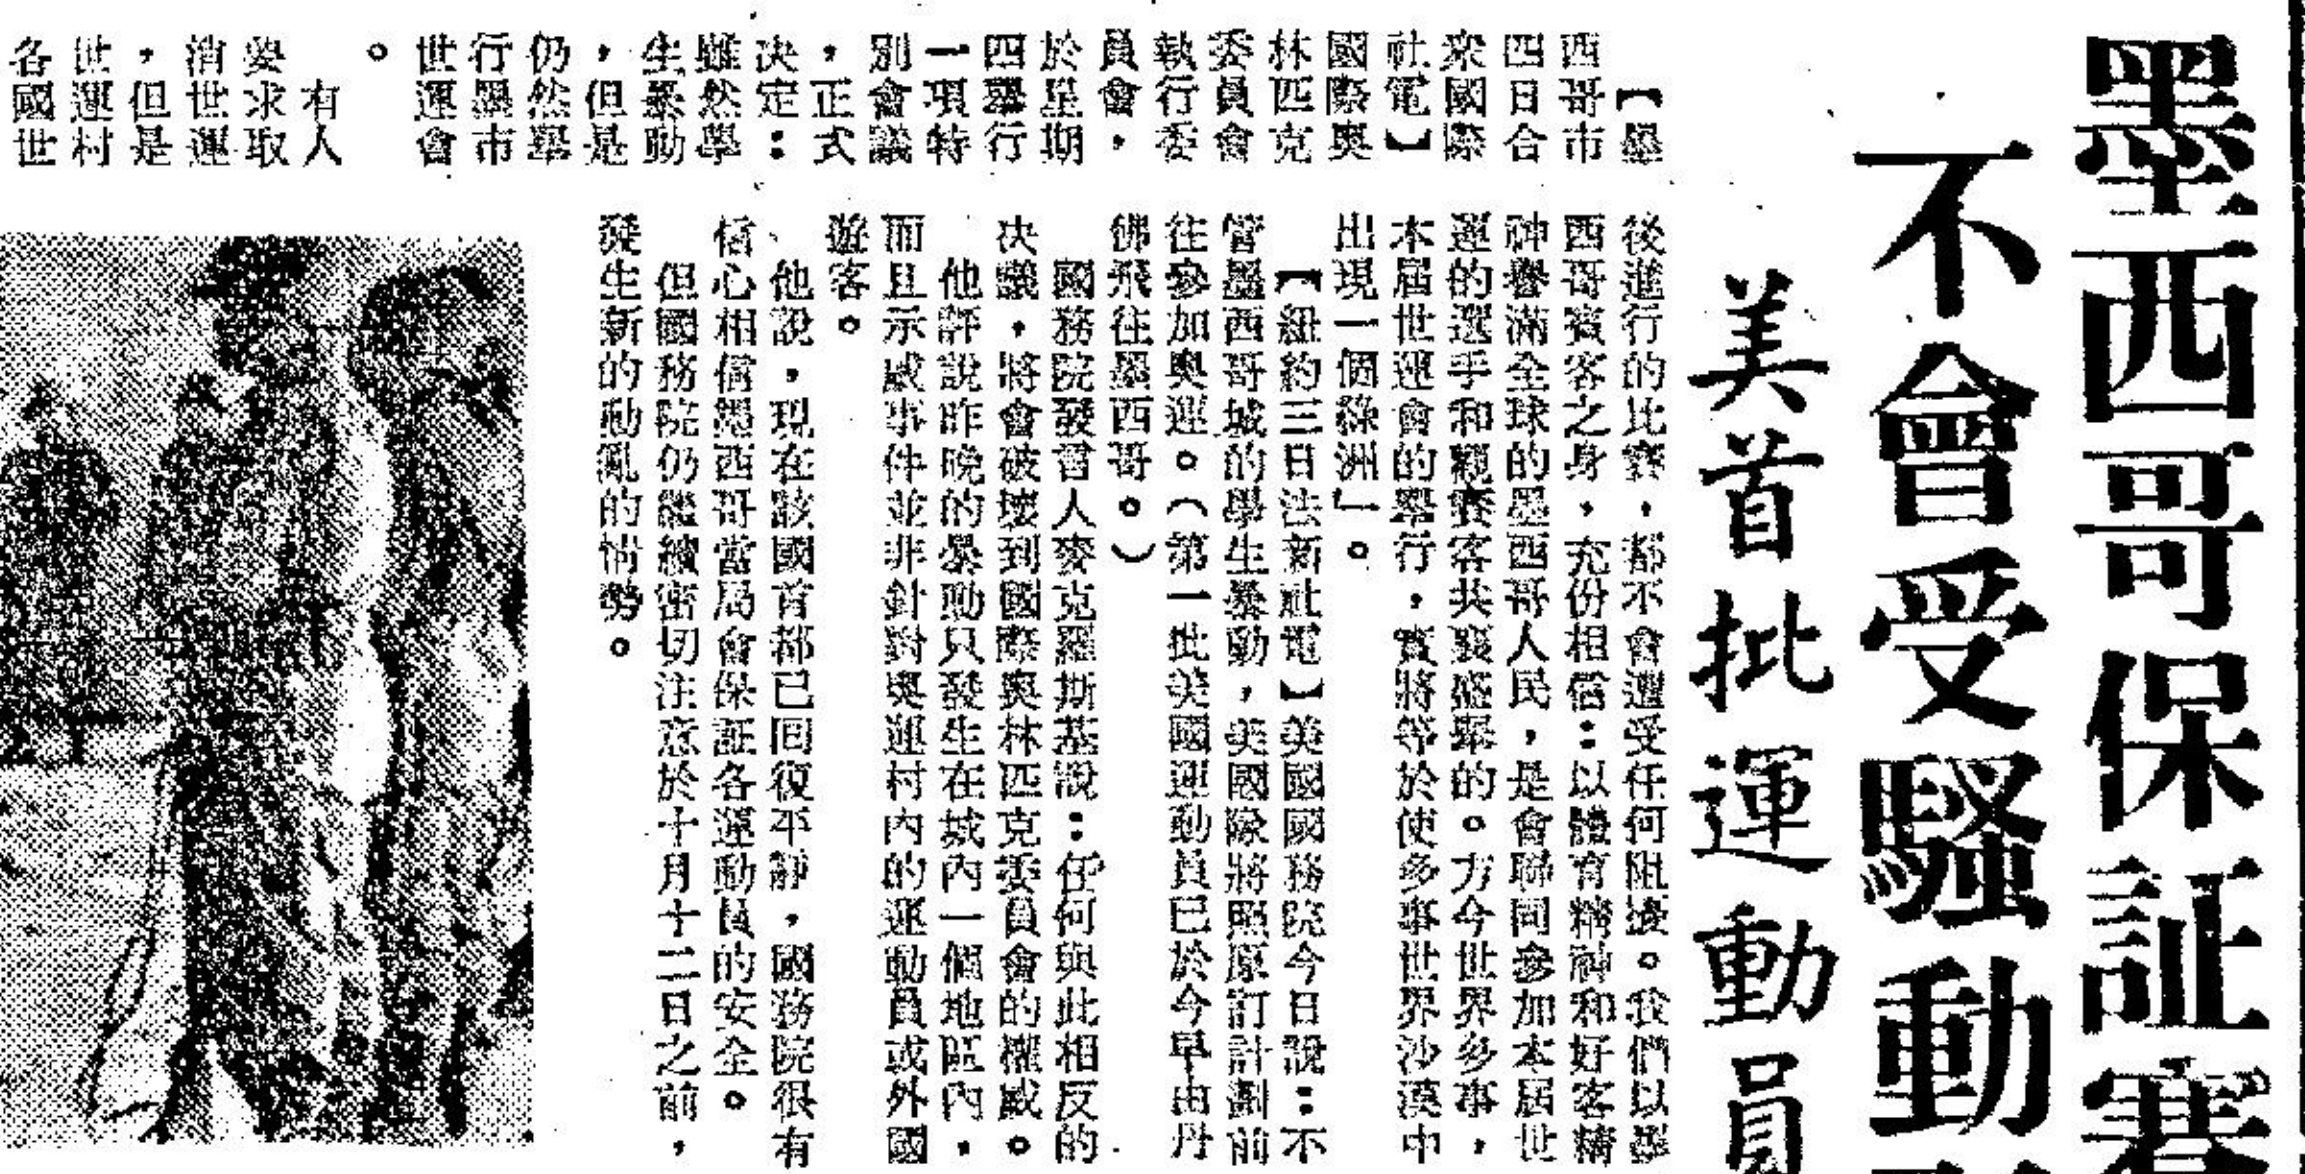 墨西哥保証賽
不會受騷動
美首批運動員
【墨
西哥市
四日合
衆國際
社電】
國際奧
林匹克
委員會
執行委
員會，
於星期
四舉行
一項特
別會議
，正式
决定：
雖然學
生暴動
，但是
仍然舉
行墨市
世運會
。
有人
要求取
消世運
，但是
世運村
各國世
後進行的比賽，都不會遭受任何阻擾。我們以墨
西哥賓客之身，充份相信：以體育精神和好客精
神譽滿全球的墨西哥人民，是會聯同參加本屆世
運的選手和觀賽客共襄盛舉的。方今世界多事，
本屆世運會的舉行，實將等於使多事世界沙漠中
出現一個綠洲」。
【紐約三日法新社電】美國國務院今日說：不
管墨西哥城的學生暴動，美國隊將照原訂計劃前
往參加奧運。（第一批美國運動員已於今早由丹
佛飛往墨西哥。）
國務院發言人麥克羅斯基說：任何與此相反的
决議，將會破壞到國際奧林匹克委員會的權威。
他評說昨晚的暴動只發生在城內一個地區內，
而且示威事件並非針對奧運村內的運動員或外國
遊客。
他說，現在該國首都已回復平靜，國務院很有
信心相信墨西哥當局會保証各運動員的安全。
但國務院仍繼續密切注意於十月十二日之前，
發生新的動亂的情勢。